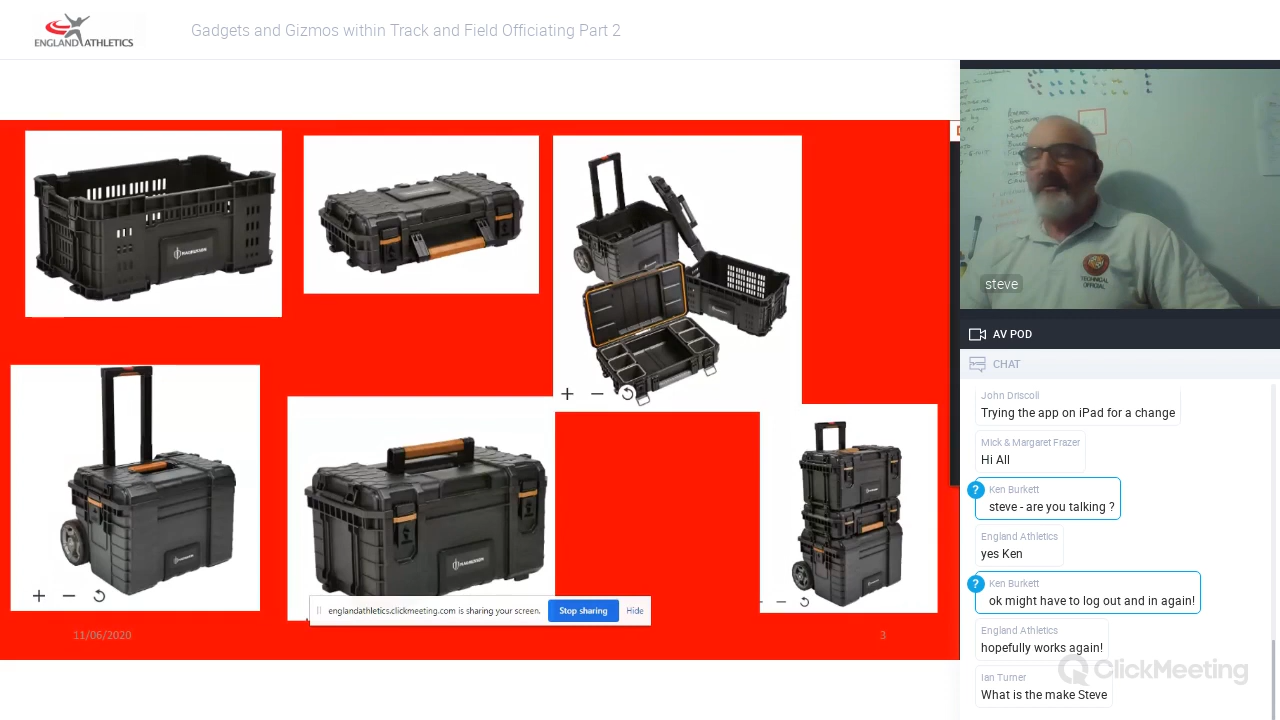 ENGLAND ATHLETICS
Gadgets and Gizmos within Track and Field Officiating Part 2
TECHNICAL
OFFICIAL
steve
AV POD
CHAT
John Driscoll
Trying the app on iPad for a change
Mick & Margaret Frazer
Hi All
? Ken Burkett
steve - are you talking ?
England Athletics
yes Ken
? Ken Burkett
ok might have to log out and in again!
England Athletics
hopefully works again!
Ian Turner
What is the make Steve
ClickMeeting
englandathletics.clickmeeting.com is sharing your screen.
Stop sharing
Hide
11/06/2020
3